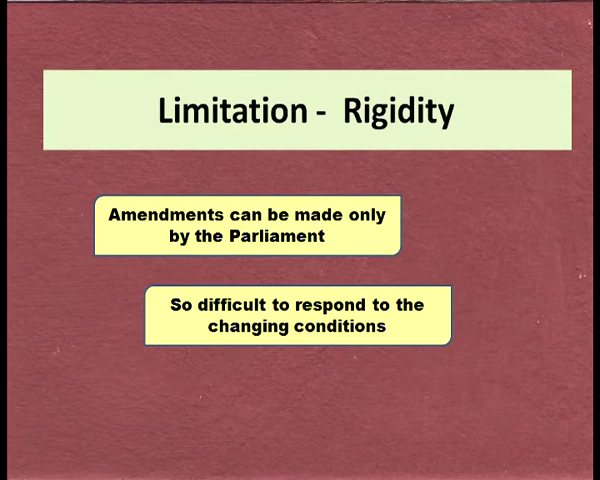 Limitation - Rigidity
Amendments can be made only
by the Parliament
So difficult to respond to the
changing conditions